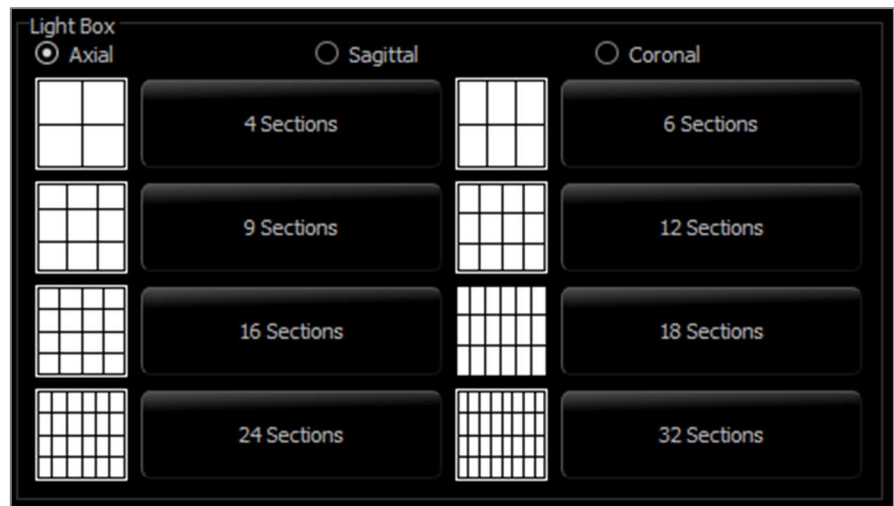 Light Box
Axial Sagittal Coronal
4 Sections 6 Sections
9 Sections 12 Sections
16 Sections 18 Sections
24 Sections 32 Sections